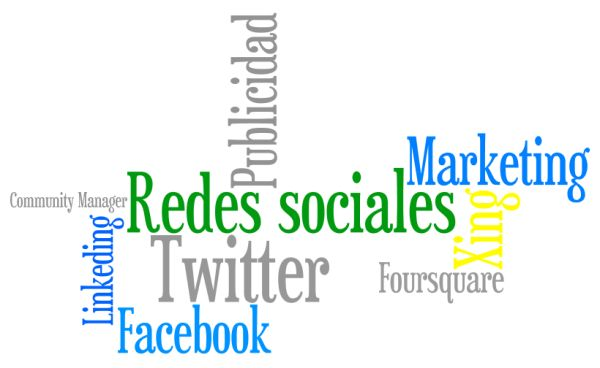 Publicidad
Marketing
Community Manager
Redes sociales
Xing
Linkeding
Twitter
Foursquare
Facebook